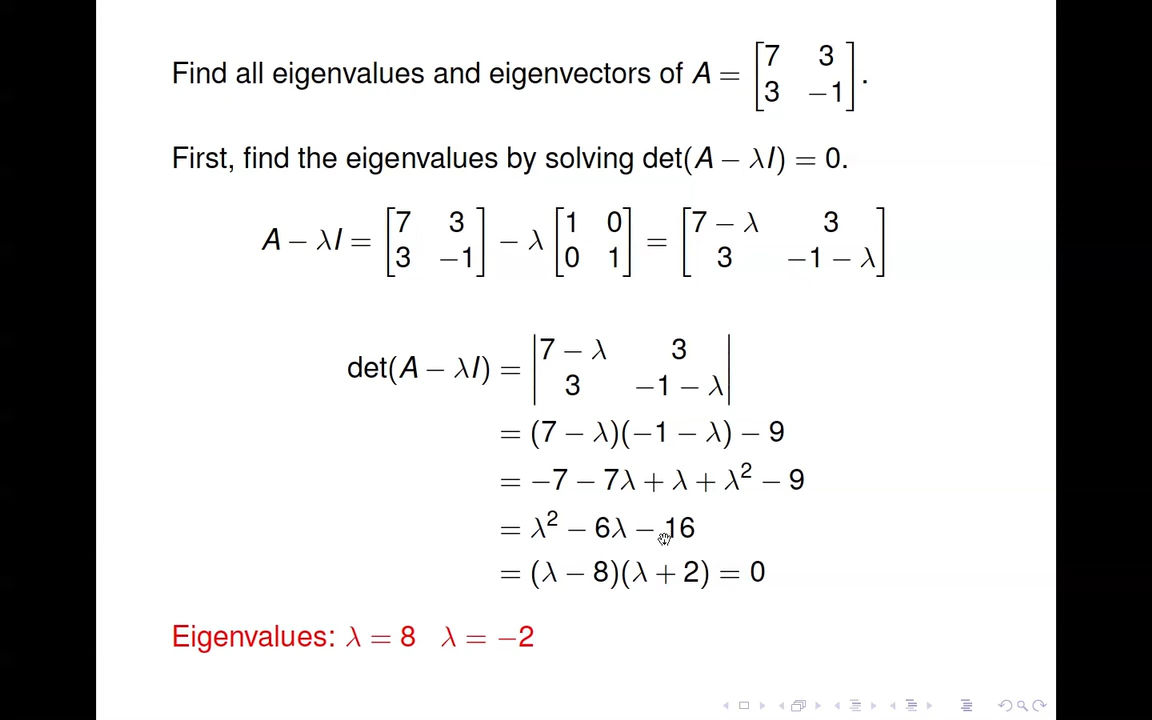 Find all eigenvalues and eigenvectors of A = [7 3; 3 −1].
First, find the eigenvalues by solving det(A − λI) = 0.
A − λI = [7 3; 3 −1] − λ [1 0; 0 1] = [7 − λ 3; 3 −1 − λ]
det(A − λI) = |7 − λ 3; 3 −1 − λ|
= (7 − λ)(−1 − λ) − 9
= −7 − 7λ + λ + λ² − 9
= λ² − 6λ − 16
= (λ − 8)(λ + 2) = 0
Eigenvalues: λ = 8 λ = −2